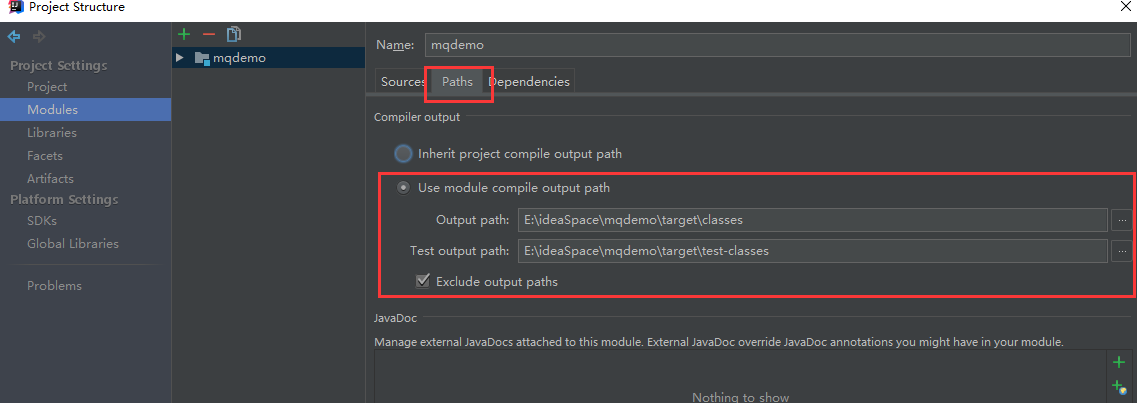 Project Structure
Project Settings
Project
Modules
Libraries
Facets
Artifacts
Platform Settings
SDKs
Global Libraries
Problems
mqdemo
Name: mqdemo
Sources Paths Dependencies
Compiler output
Inherit project compile output path
Use module compile output path
Output path: E:\ideaSpace\mqdemo\target\classes ...
Test output path: E:\ideaSpace\mqdemo\target\test-classes ...
Exclude output paths
JavaDoc
Manage external JavaDocs attached to this module. External JavaDoc override JavaDoc annotations you might have in your module.
Nothing to show